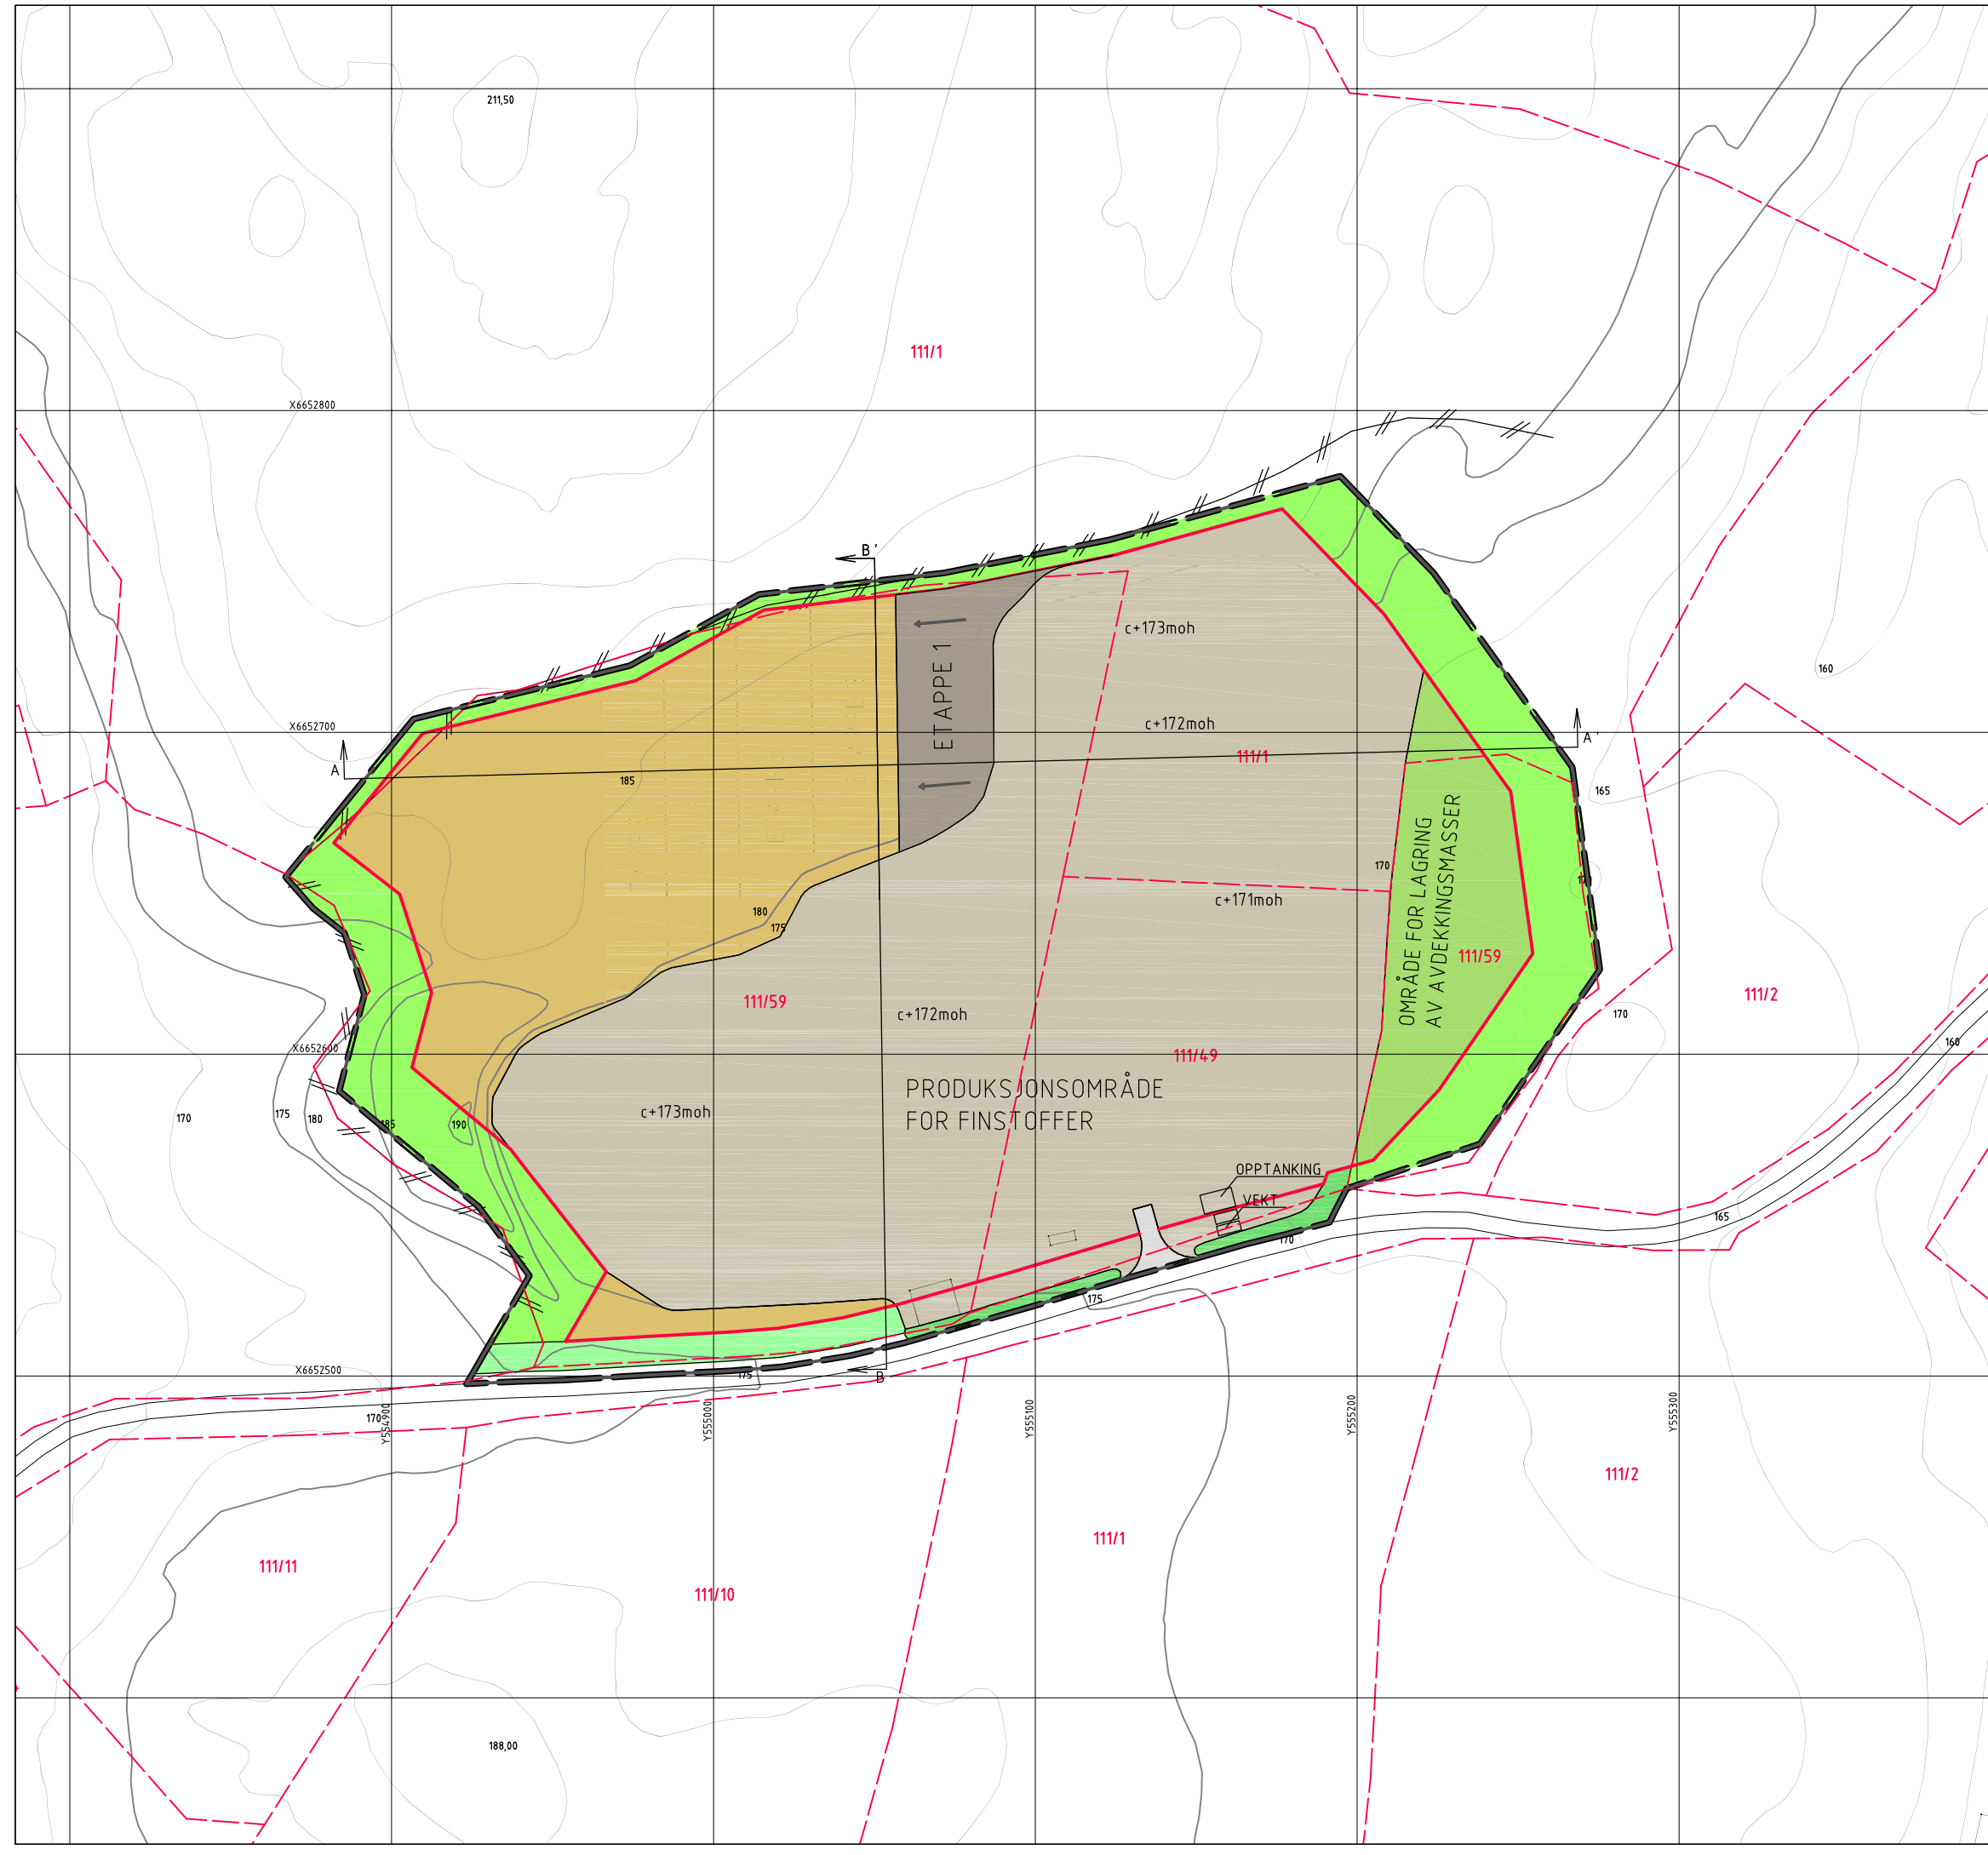 211,50
111/1
X6652800
B'
c+173moh
160
ETAPPE 1
X6652700
c+172moh
A'
A
185
111/1
165
OMRÅDE FOR LAGRING
AV AVDEKKINGSMASSER
170
180
175
c+171moh
111/59
111/59
111/2
170
c+172moh
X6652600
111/49
160
PRODUKSJONSOMRÅDE
FOR FINSTOFFER
c+173moh
170
175
180
185
190
OPPTANKING
VEKT
165
170
175
X6652500
175
B
170
Y554900
Y555000
Y555100
Y555200
Y555300
111/2
111/1
111/11
111/10
188,00